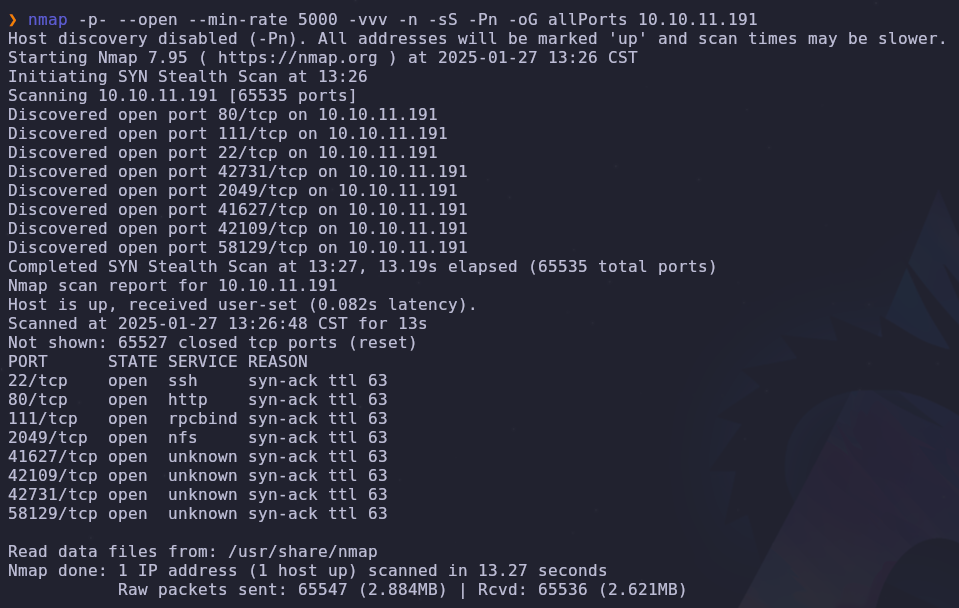 ❯ nmap -p- --open --min-rate 5000 -vvv -n -sS -Pn -oG allPorts 10.10.11.191
Host discovery disabled (-Pn). All addresses will be marked 'up' and scan times may be slower.
Starting Nmap 7.95 ( https://nmap.org ) at 2025-01-27 13:26 CST
Initiating SYN Stealth Scan at 13:26
Scanning 10.10.11.191 [65535 ports]
Discovered open port 80/tcp on 10.10.11.191
Discovered open port 111/tcp on 10.10.11.191
Discovered open port 22/tcp on 10.10.11.191
Discovered open port 42731/tcp on 10.10.11.191
Discovered open port 2049/tcp on 10.10.11.191
Discovered open port 41627/tcp on 10.10.11.191
Discovered open port 42109/tcp on 10.10.11.191
Discovered open port 58129/tcp on 10.10.11.191
Completed SYN Stealth Scan at 13:27, 13.19s elapsed (65535 total ports)
Nmap scan report for 10.10.11.191
Host is up, received user-set (0.082s latency).
Scanned at 2025-01-27 13:26:48 CST for 13s
Not shown: 65527 closed tcp ports (reset)
PORT      STATE SERVICE REASON
22/tcp    open  ssh     syn-ack ttl 63
80/tcp    open  http    syn-ack ttl 63
111/tcp   open  rpcbind syn-ack ttl 63
2049/tcp  open  nfs     syn-ack ttl 63
41627/tcp open  unknown syn-ack ttl 63
42109/tcp open  unknown syn-ack ttl 63
42731/tcp open  unknown syn-ack ttl 63
58129/tcp open  unknown syn-ack ttl 63
Read data files from: /usr/share/nmap
Nmap done: 1 IP address (1 host up) scanned in 13.27 seconds
           Raw packets sent: 65547 (2.884MB) | Rcvd: 65536 (2.621MB)